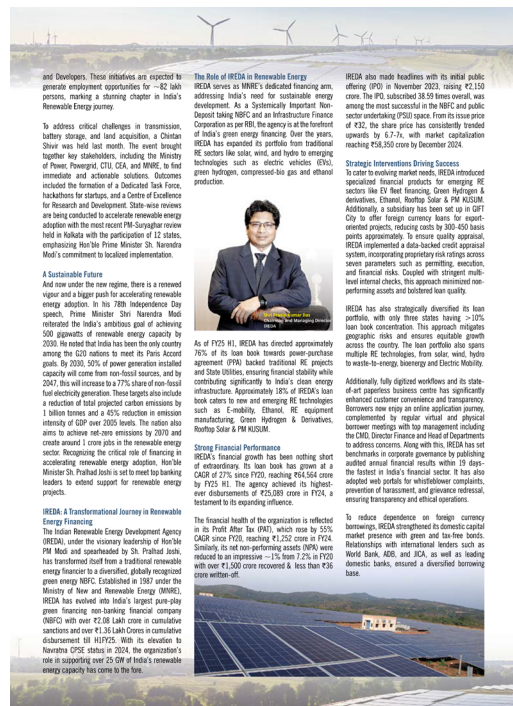 and Developers. These initiatives are expected to
generate employment opportunities for ~82 lakh
persons, marking a stunning chapter in India's
Renewable Energy journey.
To address critical challenges in transmission,
battery storage, and land acquisition, a Chintan
Shivir was held last month. The event brought
together key stakeholders, including the Ministry
of Power, Powergrid, CTU, CEA, and MNRE, to find
immediate and actionable solutions. Outcomes
included the formation of a Dedicated Task Force,
hackathons for startups, and a Centre of Excellence
for Research and Development. State-wise reviews
are being conducted to accelerate renewable energy
adoption with the most recent PM-Suryaghar review
held in Kolkata with the participation of 12 states,
emphasizing Hon'ble Prime Minister Sh. Narendra
Modi's commitment to localized implementation.
A Sustainable Future
And now under the new regime, there is a renewed
vigour and a bigger push for accelerating renewable
energy adoption. In his 78th Independence Day
speech, Prime Minister Shri Narendra Modi
reiterated the India's ambitious goal of achieving
500 gigawatts of renewable energy capacity by
2030. He noted that India has been the only country
among the G20 nations to meet its Paris Accord
goals. By 2030, 50% of power generation installed
capacity will come from non-fossil sources, and by
2047, this will increase to a 77% share of non-fossil
fuel electricity generation. These targets also include
a reduction of total projected carbon emissions by
1 billion tonnes and a 45% reduction in emission
intensity of GDP over 2005 levels. The nation also
aims to achieve net-zero emissions by 2070 and
create around 1 crore jobs in the renewable energy
sector. Recognizing the critical role of financing in
accelerating renewable energy adoption, Hon'ble
Minister Sh. Pralhad Joshi is set to meet top banking
leaders to extend support for renewable energy
projects.
IREDA: A Transformational Journey in Renewable
Energy Financing
The Indian Renewable Energy Development Agency
(IREDA), under the visionary leadership of Hon'ble
PM Modi and spearheaded by Sh. Pralhad Joshi,
has transformed itself from a traditional renewable
energy financier to a diversified, globally recognized
green energy NBFC. Established in 1987 under the
Ministry of New and Renewable Energy (MNRE),
IREDA has evolved into India's largest pure-play
green financing non-banking financial company
(NBFC) with over ₹2.08 Lakh crore in cumulative
sanctions and over ₹1.36 Lakh Crores in cumulative
disbursement till H1FY25. With its elevation to
Navratna CPSE status in 2024, the organization's
role in supporting over 25 GW of India's renewable
energy capacity has come to the fore.
The Role of IREDA in Renewable Energy
IREDA serves as MNRE's dedicated financing arm,
addressing India's need for sustainable energy
development. As a Systemically Important Non-
Deposit taking NBFC and an Infrastructure Finance
Corporation as per RBI, the agency is at the forefront
of India's green energy financing. Over the years,
IREDA has expanded its portfolio from traditional
RE sectors like solar, wind, and hydro to emerging
technologies such as electric vehicles (EVs),
green hydrogen, compressed-bio gas and ethanol
production.
Chairman And Managing Director
IREDA
As of FY25 H1, IREDA has directed approximately
76% of its loan book towards power-purchase
agreement (PPA) backed traditional RE projects
and State Utilities, ensuring financial stability while
contributing significantly to India's clean energy
infrastructure. Approximately 18% of IREDA's loan
book caters to new and emerging RE technologies
such as E-mobility, Ethanol, RE equipment
manufacturing, Green Hydrogen & Derivatives,
Rooftop Solar & PM KUSUM.
Strong Financial Performance
IREDA's financial growth has been nothing short
of extraordinary. Its loan book has grown at a
CAGR of 27% since FY20, reaching ₹64,564 crore
by FY25 H1. The agency achieved its highest-
ever disbursements of ₹25,089 crore in FY24, a
testament to its expanding influence.
The financial health of the organization is reflected
in its Profit After Tax (PAT), which rose by 55%
CAGR since FY20, reaching ₹1,252 crore in FY24.
Similarly, its net non-performing assets (NPA) were
reduced to an impressive ~1% from 7.2% in FY20
with over ₹1,500 crore recovered & less than ₹36
crore written-off.
IREDA also made headlines with its initial public
offering (IPO) in November 2023, raising ₹2,150
crore. The IPO, subscribed 38.59 times overall, was
among the most successful in the NBFC and public
sector undertaking (PSU) space. From its issue price
of ₹32, the share price has consistently trended
upwards by 6.7-7x, with market capitalization
reaching ₹58,350 crore by December 2024.
Strategic Interventions Driving Success
To cater to evolving market needs, IREDA introduced
specialized financial products for emerging RE
sectors like EV fleet financing, Green Hydrogen &
derivatives, Ethanol, Rooftop Solar & PM KUSUM.
Additionally, a subsidiary has been set up in GIFT
City to offer foreign currency loans for export-
oriented projects, reducing costs by 300-450 basis
points approximately. To ensure quality appraisal,
IREDA implemented a data-backed credit appraisal
system, incorporating proprietary risk ratings across
seven parameters such as permitting, execution,
and financial risks. Coupled with stringent multi-
level internal checks, this approach minimized non-
performing assets and bolstered loan quality.
IREDA has also strategically diversified its loan
portfolio, with only three states having >10%
loan book concentration. This approach mitigates
geographic risks and ensures equitable growth
across the country. The loan portfolio also spans
multiple RE technologies, from solar, wind, hydro
to waste-to-energy, bioenergy and Electric Mobility.
Additionally, fully digitized workflows and its state-
of-art paperless business centre has significantly
enhanced customer convenience and transparency.
Borrowers now enjoy an online application journey,
complemented by regular virtual and physical
borrower meetings with top management including
the CMD, Director Finance and Head of Departments
to address concerns. Along with this, IREDA has set
benchmarks in corporate governance by publishing
audited annual financial results within 19 days-
the fastest in India's financial sector. It has also
adopted web portals for whistleblower complaints,
prevention of harassment, and grievance redressal,
ensuring transparency and ethical operations.
To reduce dependence on foreign currency
borrowings, IREDA strengthened its domestic capital
market presence with green and tax-free bonds.
Relationships with international lenders such as
World Bank, ADB, and JICA, as well as leading
domestic banks, ensured a diversified borrowing
base.